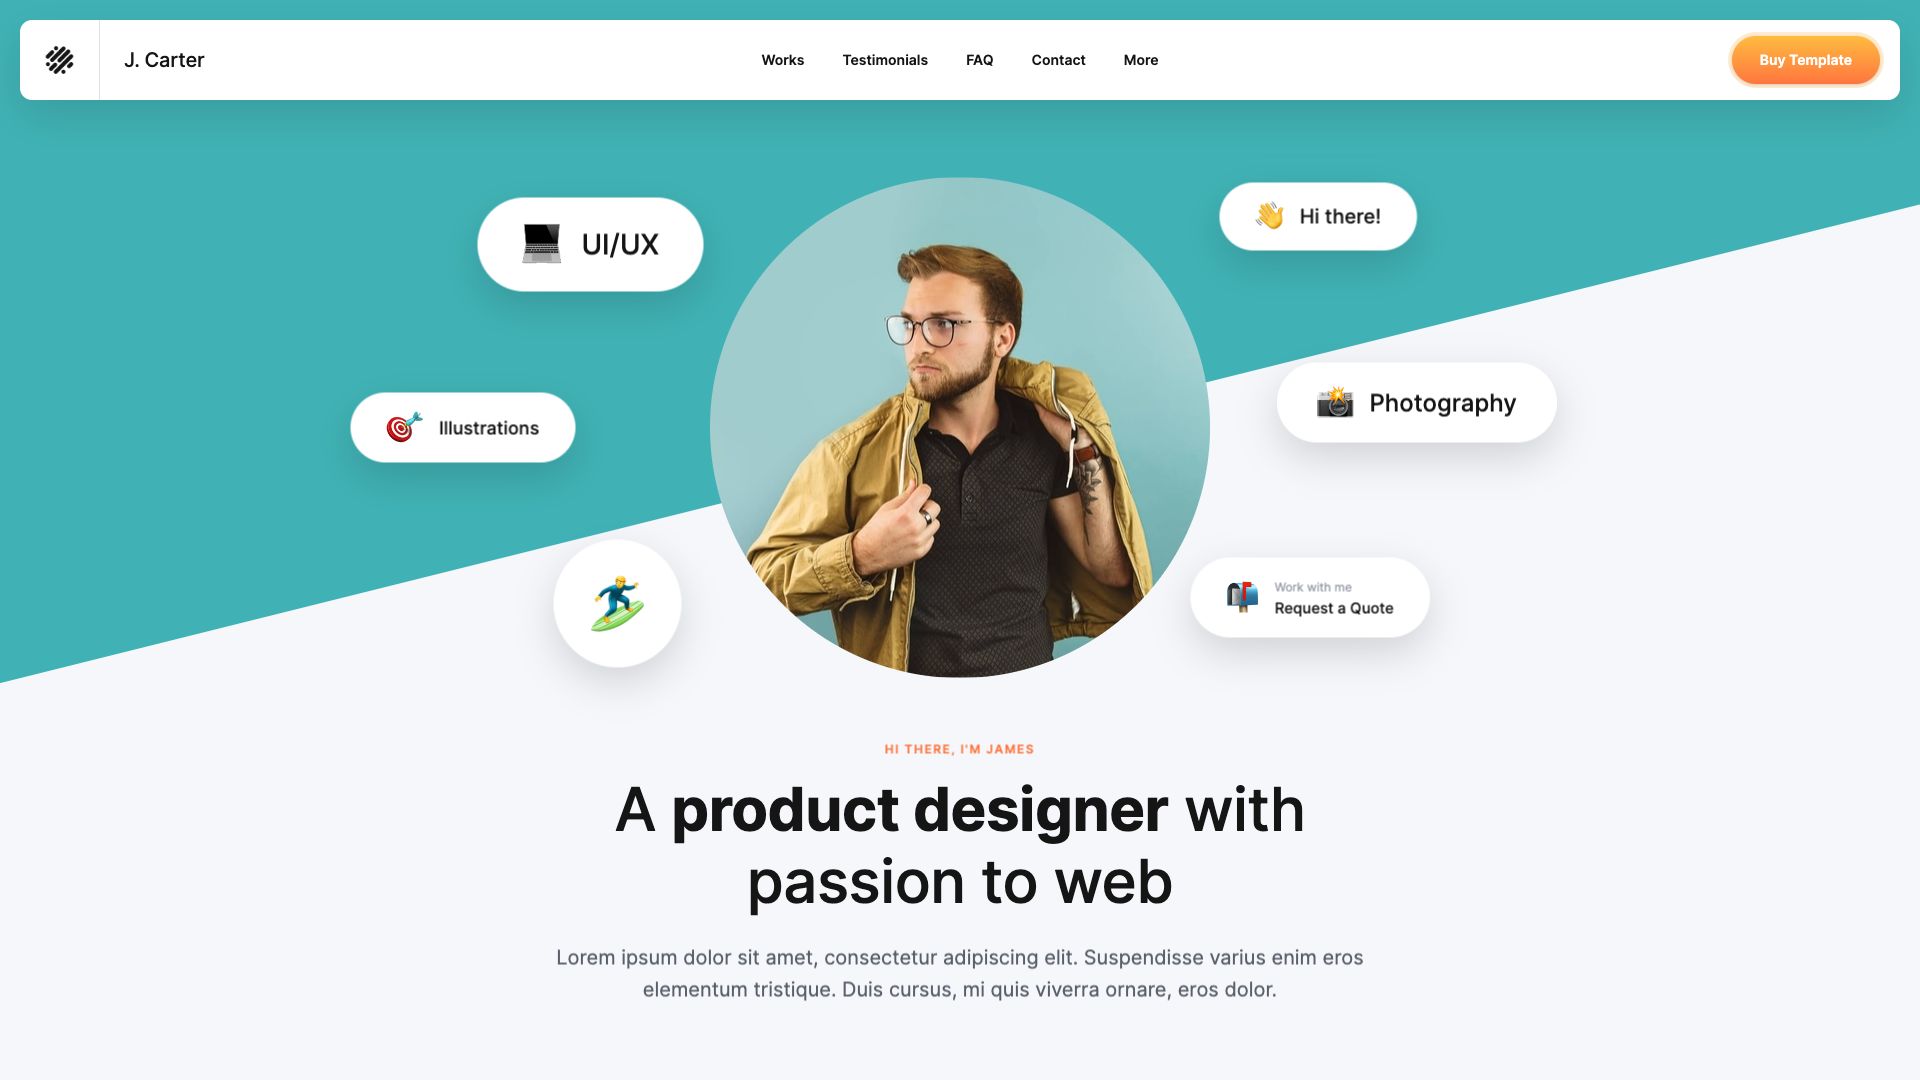 J. Carter
Works
Testimonials
FAQ
Contact
More
Buy Template
UI/UX
Hi there!
Illustrations
Photography
Work with me
Request a Quote
HI THERE, I'M JAMES
A product designer with
passion to web
Lorem ipsum dolor sit amet, consectetur adipiscing elit. Suspendisse varius enim eros
elementum tristique. Duis cursus, mi quis viverra ornare, eros dolor.